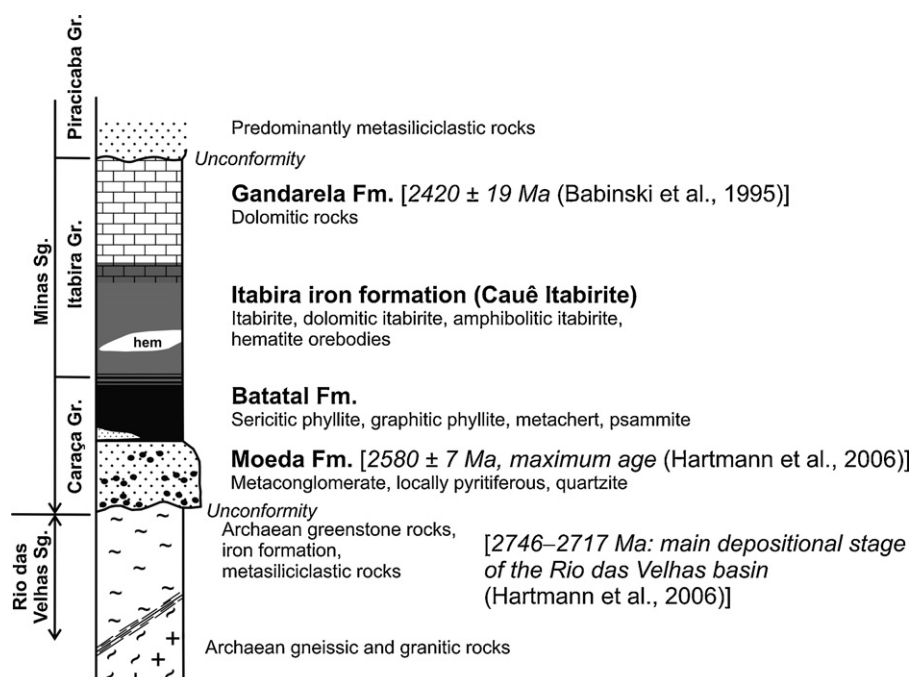 Piracicaba Gr.
Predominantly metasiliciclastic rocks
Unconformity
Minas Sg.
Itabira Gr.
Gandarela Fm. [2420 ± 19 Ma (Babinski et al., 1995)]
Dolomitic rocks
Itabira iron formation (Cauê Itabirite)
Itabirite, dolomitic itabirite, amphibolitic itabirite,
hematite orebodies
hem
Caraça Gr.
Batatal Fm.
Sericitic phyllite, graphitic phyllite, metachert, psammite
Moeda Fm. [2580 ± 7 Ma, maximum age (Hartmann et al., 2006)]
Metaconglomerate, locally pyritiferous, quartzite
Unconformity
Rio das
Velhas Sg.
Archaean greenstone rocks,
iron formation,
metasiliciclastic rocks
[2746–2717 Ma: main depositional stage
of the Rio das Velhas basin
(Hartmann et al., 2006)]
Archaean gneissic and granitic rocks